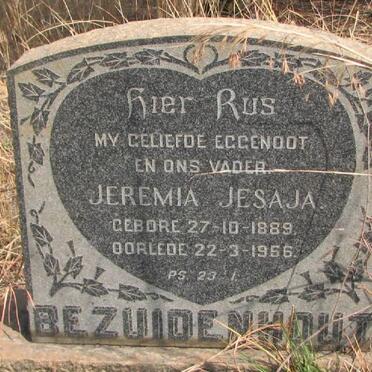 Hier Rus
MY GELIEFDE EGGENOOT
EN ONS VADER
JEREMIA JESAJA.
GEBORE 27-10-1889.
OORLEDE 22-3-1956.
PS. 23-1.
BEZUIDENHOUT